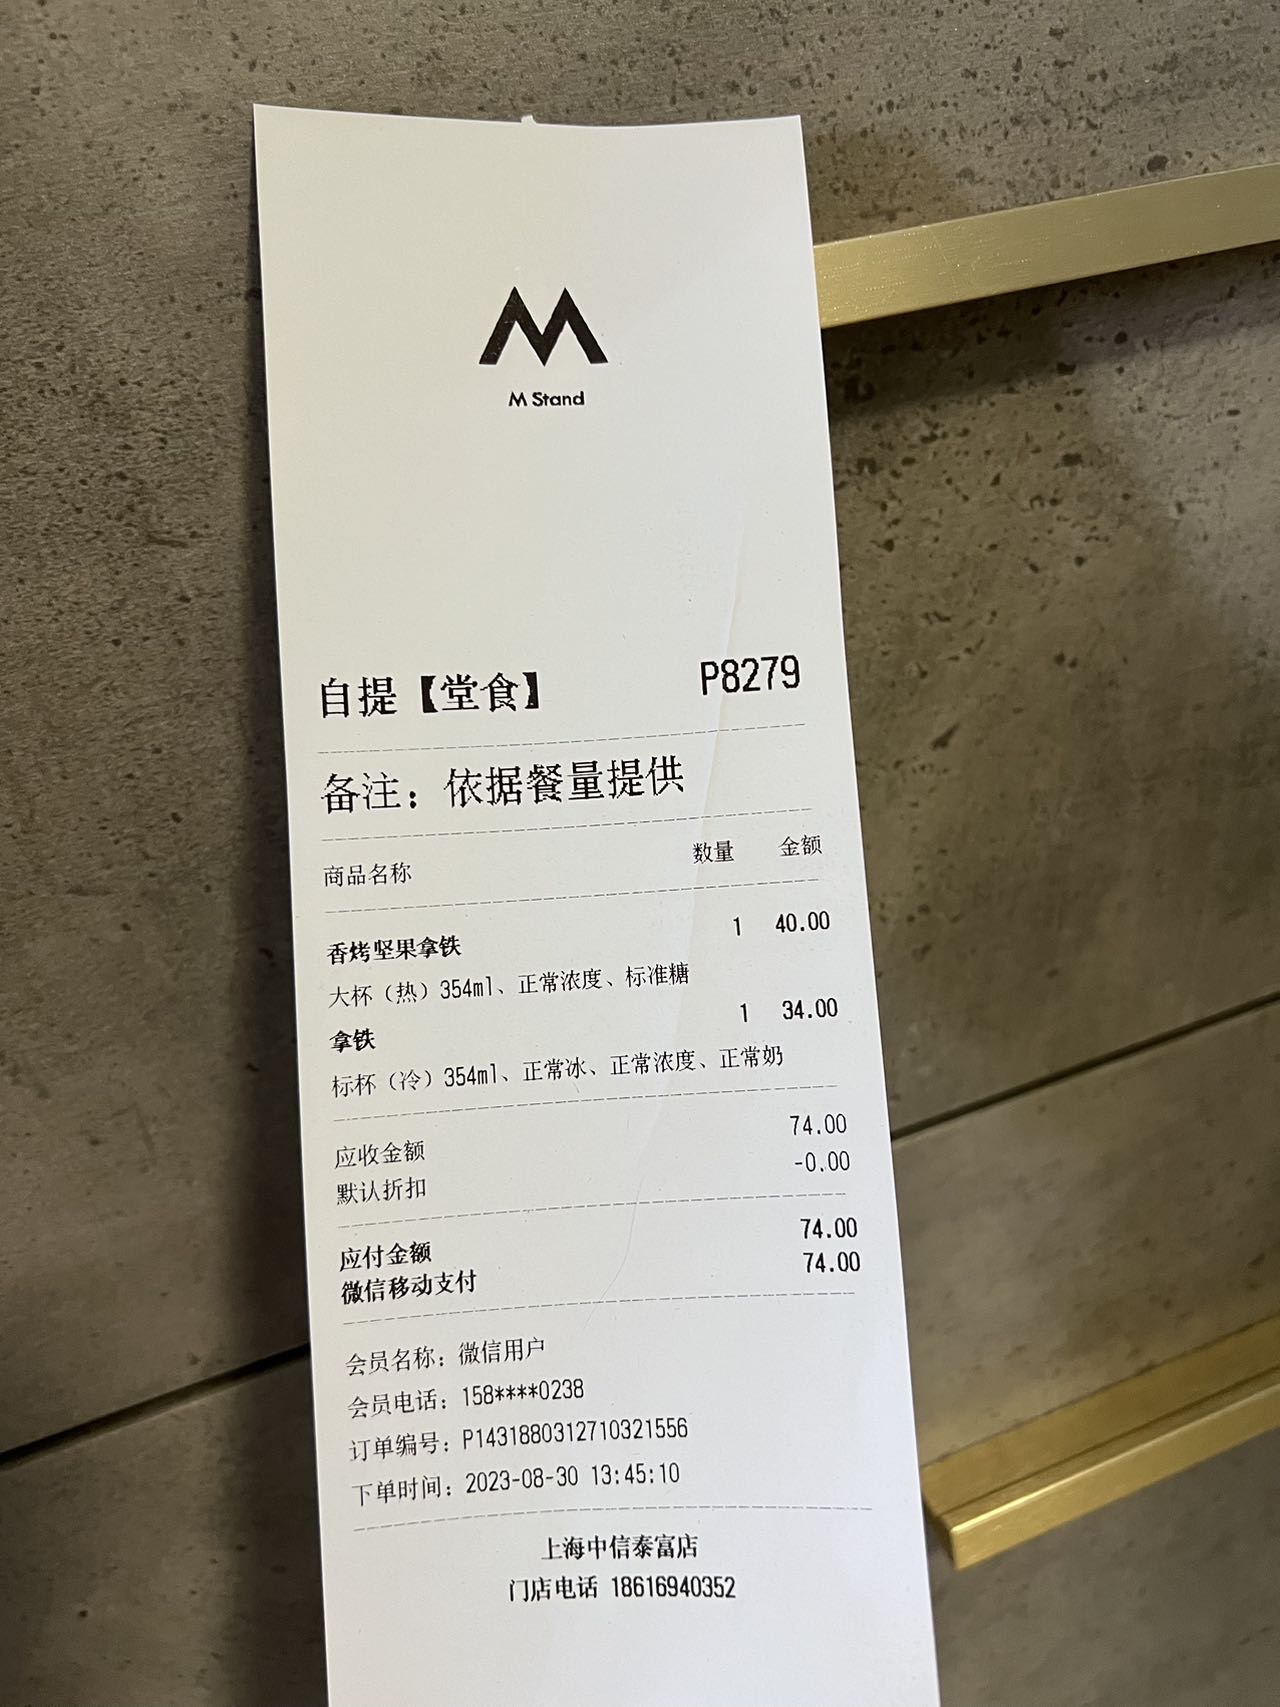 M Stand
自提【堂食】 P8279
备注：依据餐量提供
商品名称 数量 金额
香烤坚果拿铁 1 40.00
大杯（热）354ml、正常浓度、标准糖
拿铁 1 34.00
标杯（冷）354ml、正常冰、正常浓度、正常奶
应收金额 74.00
默认折扣 -0.00
应付金额 74.00
微信移动支付 74.00
会员名称：微信用户
会员电话：158****0238
订单编号：P1431880312710321556
下单时间：2023-08-30 13:45:10
上海中信泰富店
门店电话 18616940352